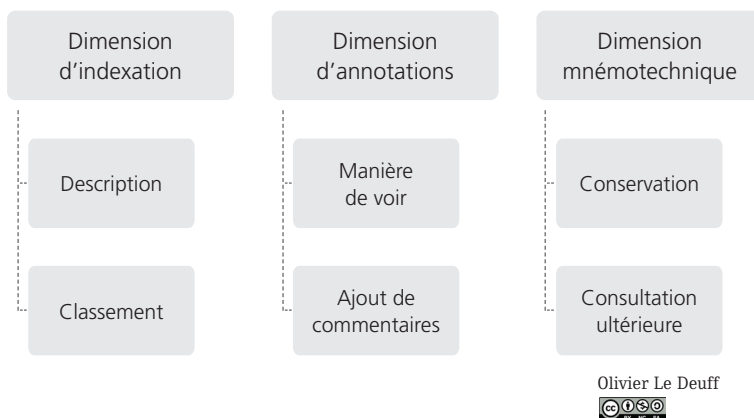 Dimension
d’indexation
Description
Classement
Dimension
d’annotations
Manière
de voir
Ajout de
commentaires
Dimension
mnémotechnique
Conservation
Consultation
ultérieure
Olivier Le Deuff
cc